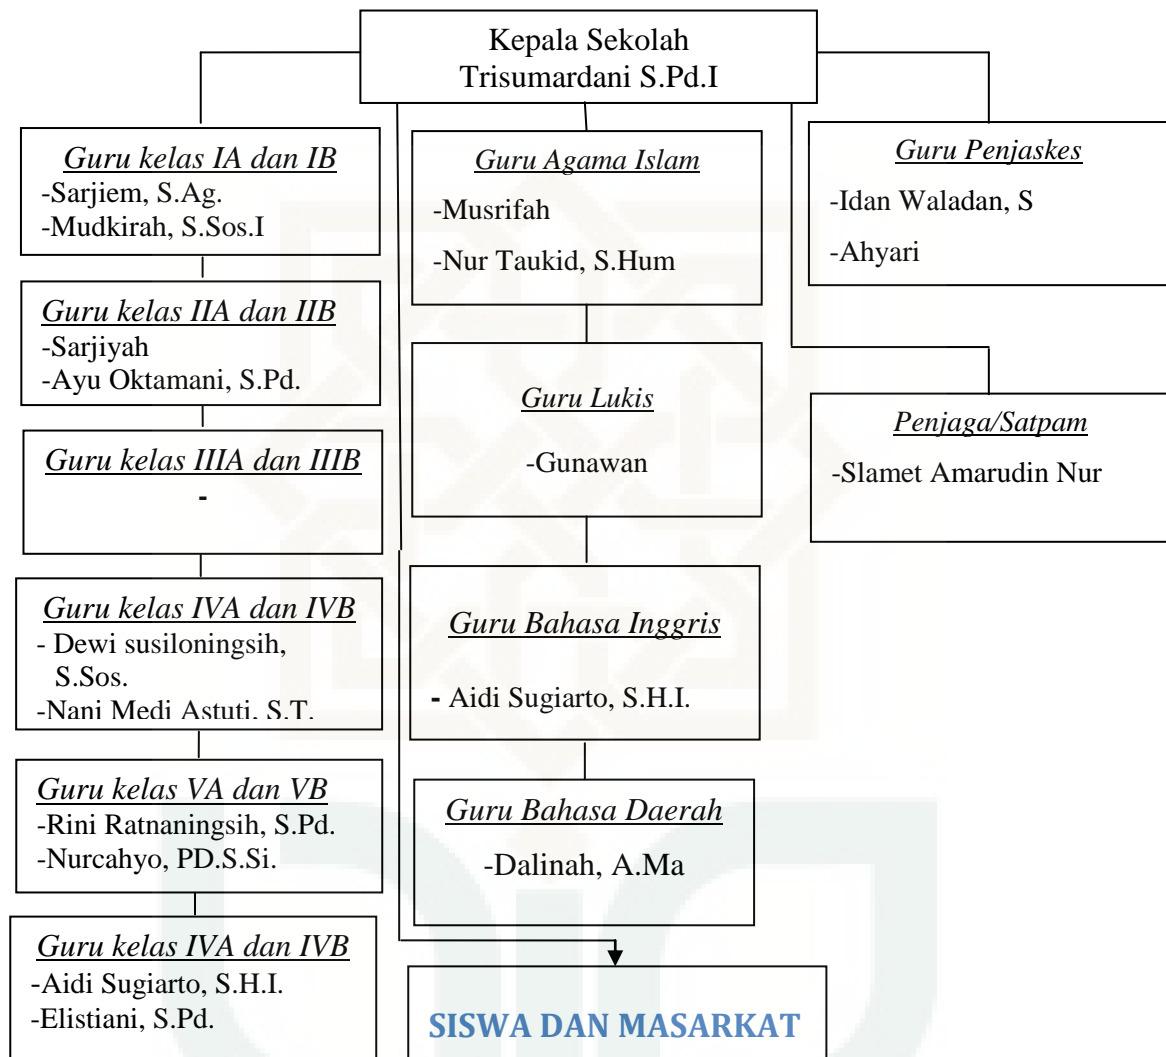 Kepala Sekolah
Trisumardani S.Pd.I
Guru kelas IA dan IB
-Sarjiem, S.Ag.
-Mudkirah, S.Sos.I
Guru kelas IIA dan IIB
-Sarjiyah
-Ayu Oktamani, S.Pd.
Guru kelas IIIA dan IIIB
-
Guru kelas IVA dan IVB
- Dewi susiloningsih,
S.Sos.
-Nani Medi Astuti, S.T.
Guru kelas VA dan VB
-Rini Ratnaningsih, S.Pd.
-Nurcahyo, PD.S.Si.
Guru kelas IVA dan IVB
-Aidi Sugiarto, S.H.I.
-Elistiani, S.Pd.
Guru Agama Islam
-Musrifah
-Nur Taukid, S.Hum
Guru Lukis
-Gunawan
Guru Bahasa Inggris
- Aidi Sugiarto, S.H.I.
Guru Bahasa Daerah
-Dalinah, A.Ma
SISWA DAN MASARKAT
Guru Penjaskes
-Idan Waladan, S
-Ahyari
Penjaga/Satpam
-Slamet Amarudin Nur